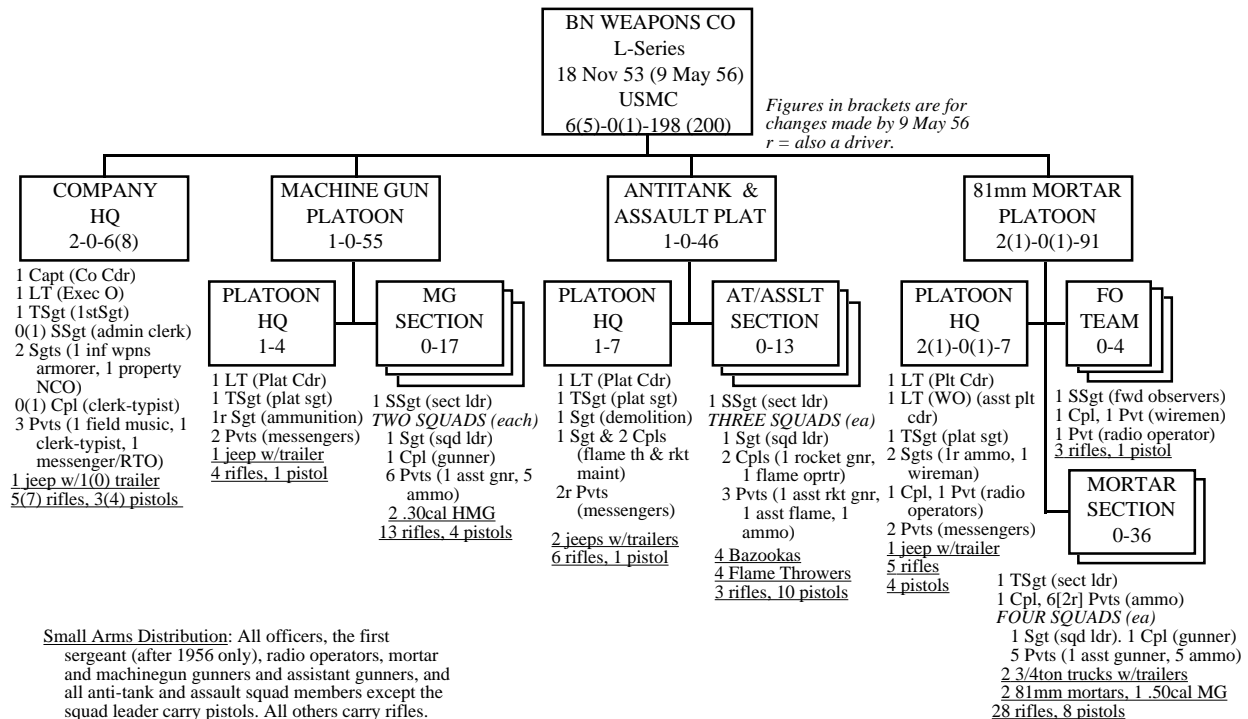 BN WEAPONS CO
L-Series
18 Nov 53 (9 May 56)
USMC
6(5)-0(1)-198 (200)
Figures in brackets are for
changes made by 9 May 56
r = also a driver.
COMPANY
HQ
2-0-6(8)
1 Capt (Co Cdr)
1 LT (Exec O)
1 TSgt (1stSgt)
0(1) SSgt (admin clerk)
2 Sgts (1 inf wpns
armorer, 1 property
NCO)
0(1) Cpl (clerk-typist)
3 Pvts (1 field music, 1
clerk-typist, 1
messenger/RTO)
1 jeep w/1(0) trailer
5(7) rifles, 3(4) pistols
MACHINE GUN
PLATOON
1-0-55
PLATOON
HQ
1-4
1 LT (Plat Cdr)
1 TSgt (plat sgt)
1r Sgt (ammunition)
2 Pvts (messengers)
1 jeep w/trailer
4 rifles, 1 pistol
MG
SECTION
0-17
1 SSgt (sect ldr)
TWO SQUADS (each)
1 Sgt (sqd ldr)
1 Cpl (gunner)
6 Pvts (1 asst gnr, 5
ammo)
2 .30cal HMG
13 rifles, 4 pistols
ANTITANK &
ASSAULT PLAT
1-0-46
PLATOON
HQ
1-7
1 LT (Plat Cdr)
1 TSgt (plat sgt)
1 Sgt (demolition)
1 Sgt & 2 Cpls
(flame th & rkt
maint)
2r Pvts
(messengers)
2 jeeps w/trailers
6 rifles, 1 pistol
AT/ASSLT
SECTION
0-13
1 SSgt (sect ldr)
THREE SQUADS (ea)
1 Sgt (sqd ldr)
2 Cpls (1 rocket gnr,
1 flame oprtr)
3 Pvts (1 asst rkt gnr,
1 asst flame, 1
ammo)
4 Bazookas
4 Flame Throwers
3 rifles, 10 pistols
81mm MORTAR
PLATOON
2(1)-0(1)-91
PLATOON
HQ
2(1)-0(1)-7
1 LT (Plt Cdr)
1 LT (WO) (asst plt
cdr)
1 TSgt (plat sgt)
2 Sgts (1r ammo, 1
wireman)
1 Cpl, 1 Pvt (radio
operators)
2 Pvts (messengers)
1 jeep w/trailer
5 rifles
4 pistols
FO
TEAM
0-4
1 SSgt (fwd observers)
1 Cpl, 1 Pvt (wiremen)
1 Pvt (radio operator)
3 rifles, 1 pistol
MORTAR
SECTION
0-36
1 TSgt (sect ldr)
1 Cpl, 6[2r] Pvts (ammo)
FOUR SQUADS (ea)
1 Sgt (sqd ldr). 1 Cpl (gunner)
5 Pvts (1 asst gunner, 5 ammo)
2 3/4ton trucks w/trailers
2 81mm mortars, 1 .50cal MG
28 rifles, 8 pistols
Small Arms Distribution: All officers, the first
sergeant (after 1956 only), radio operators, mortar
and machinegun gunners and assistant gunners, and
all anti-tank and assault squad members except the
squad leader carry pistols. All others carry rifles.